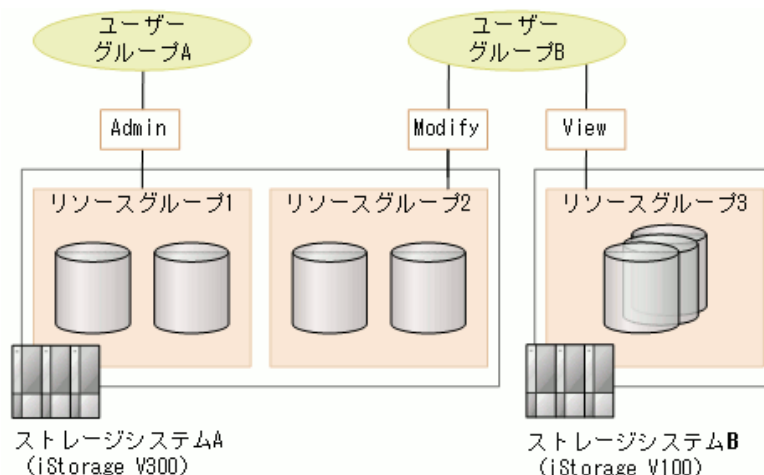 ユーザー
グループA
ユーザー
グループB
Admin
Modify
View
リソースグループ1
リソースグループ2
リソースグループ3
ストレージシステムA
(iStorage V300)
ストレージシステムB
(iStorage V100)